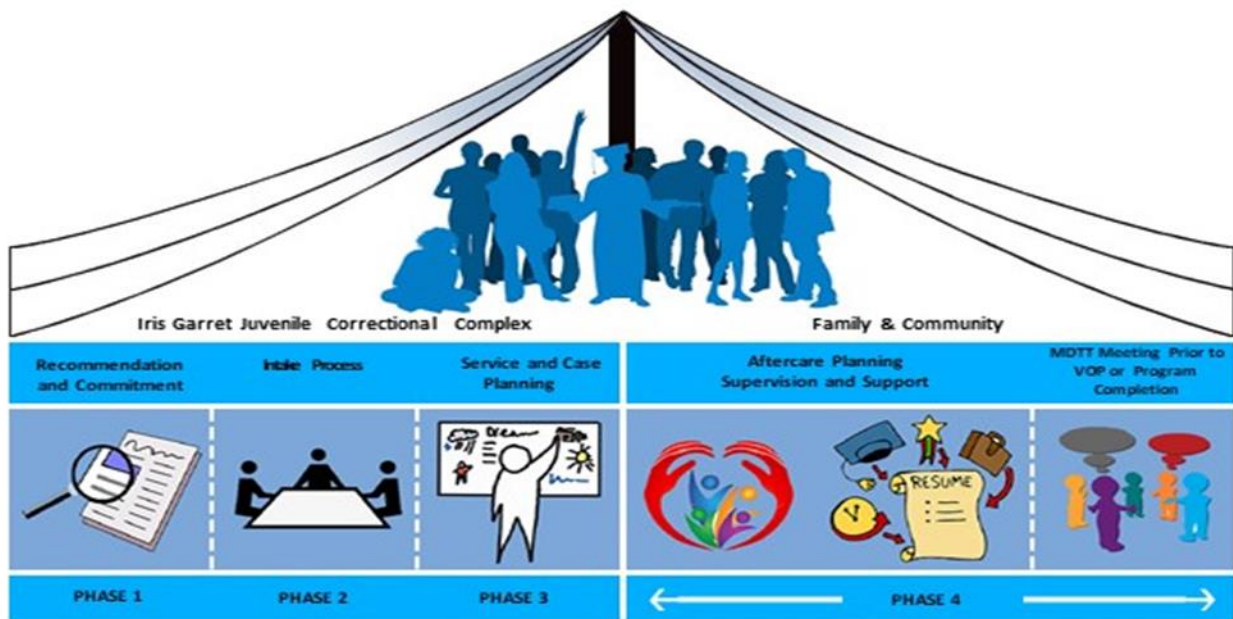 Iris Garret Juvenile Correctional Complex
Family & Community
Recommendation
and Commitment
Intake Process
Service and Case
Planning
Aftercare Planning
Supervision and Support
MDTT Meeting Prior to
VOP or Program
Completion
Dream
RESUME
PHASE 1
PHASE 2
PHASE 3
PHASE 4